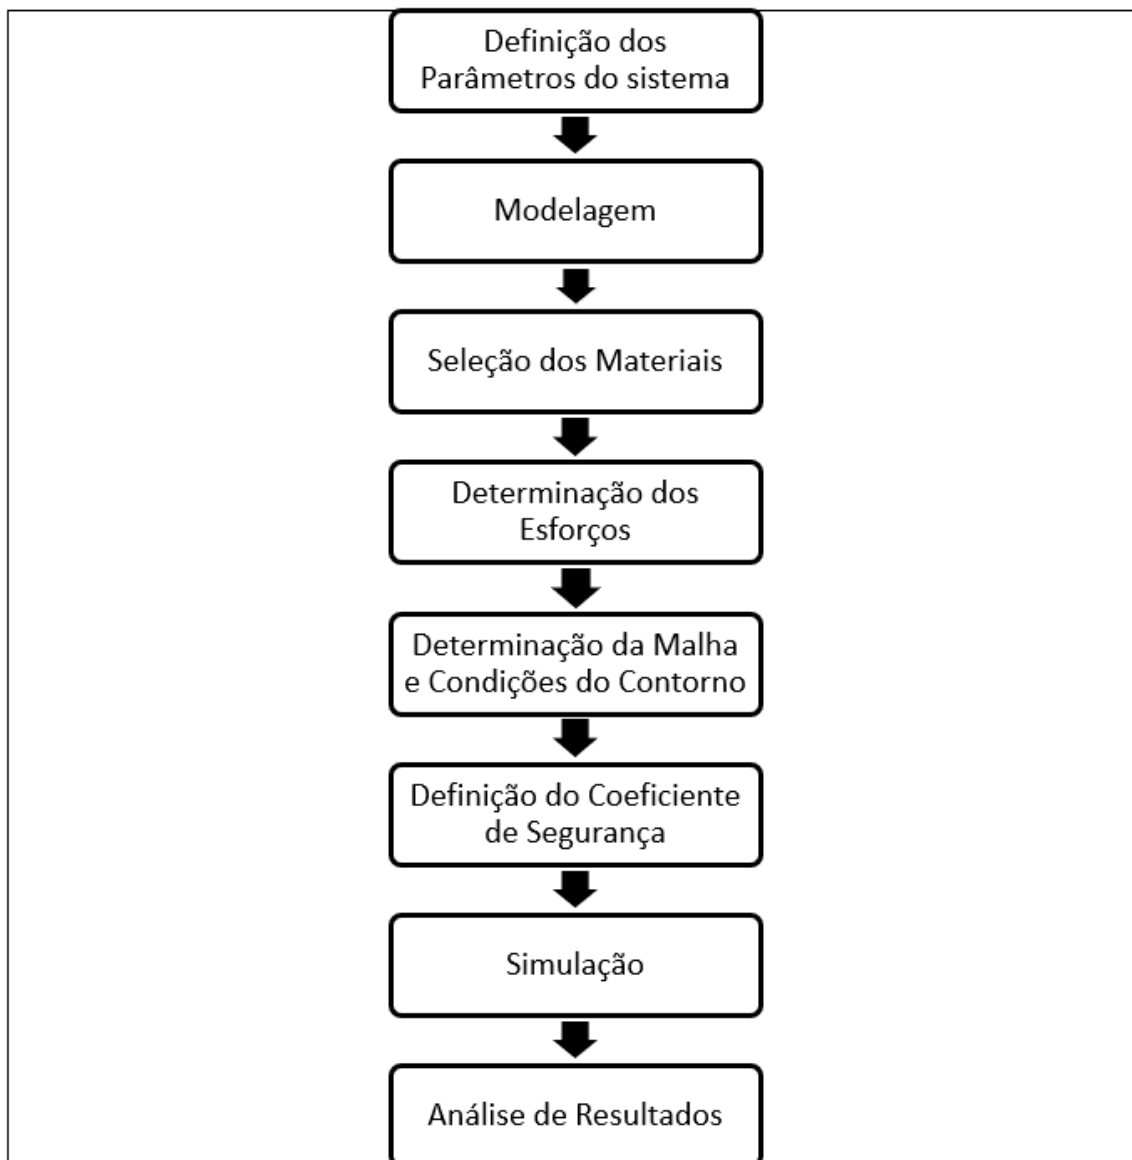 Definição dos
Parâmetros do sistema
Modelagem
Seleção dos Materiais
Determinação dos
Esforços
Determinação da Malha
e Condições do Contorno
Definição do Coeficiente
de Segurança
Simulação
Análise de Resultados